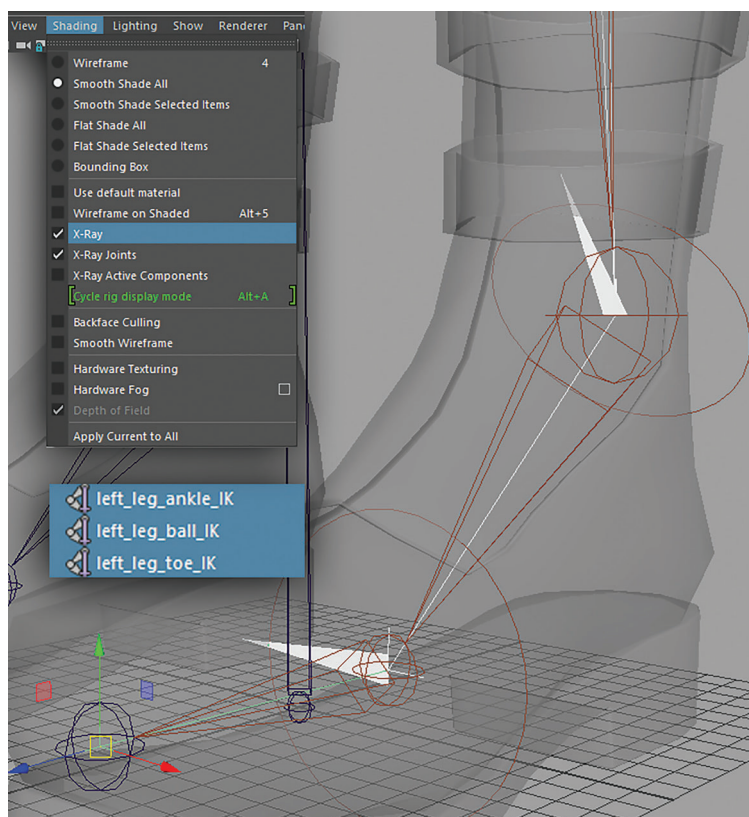 View Shading Lighting Show Renderer Pan
Wireframe 4
Smooth Shade All
Smooth Shade Selected Items
Flat Shade All
Flat Shade Selected Items
Bounding Box
Use default material
Wireframe on Shaded Alt+5
X-Ray
X-Ray Joints
X-Ray Active Components
Cycle rig display mode Alt+A
Backface Culling
Smooth Wireframe
Hardware Texturing
Hardware Fog
Depth of Field
Apply Current to All
left_leg_ankle_IK
left_leg_ball_IK
left_leg_toe_IK